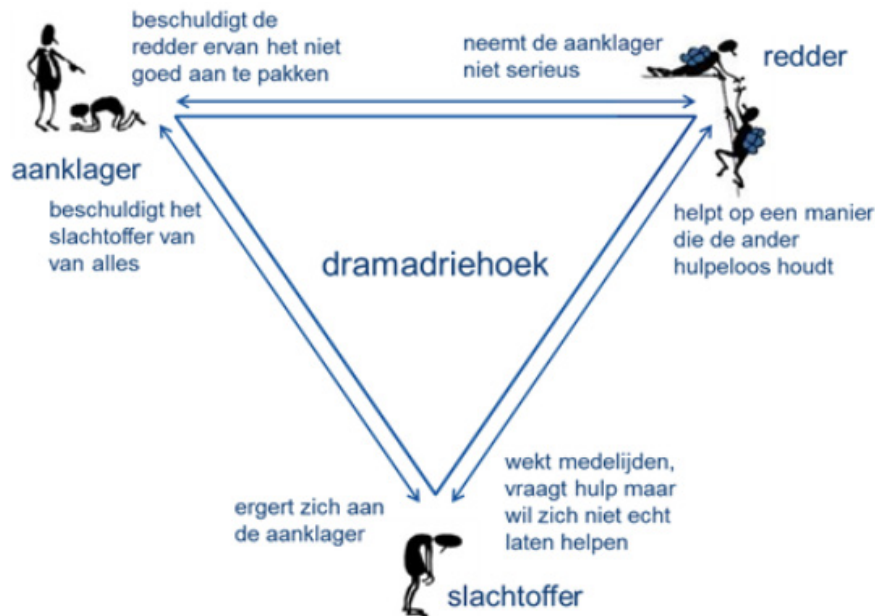 beschuldigt de
redder ervan het niet
goed aan te pakken
neemt de aanklager
niet serieus
redder
aanklager
beschuldigt het
slachtoffer van
van alles
helpt op een manier
die de ander
hulpeloos houdt
dramadriehoek
ergert zich aan
de aanklager
wekt medelijden,
vraagt hulp maar
wil zich niet echt
laten helpen
slachtoffer